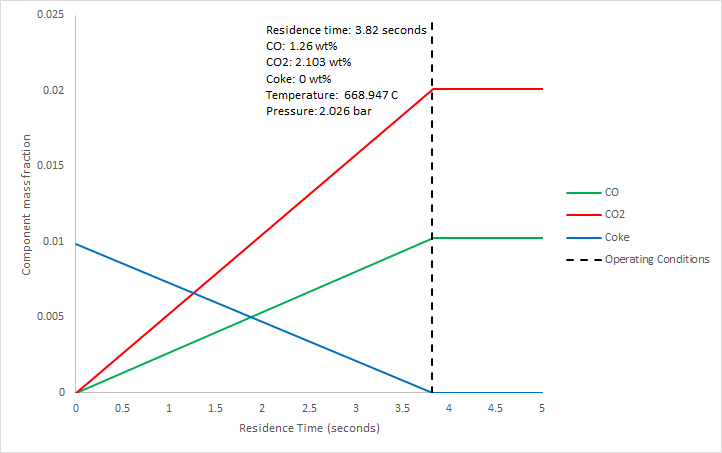 0.025
0.02
0.015
0.01
0.005
0
Component mass fraction
Residence time: 3.82 seconds
CO: 1.26 wt%
CO2: 2.103 wt%
Coke: 0 wt%
Temperature:  668.947 C
Pressure: 2.026 bar
0 0.5 1 1.5 2 2.5 3 3.5 4 4.5 5
Residence Time (seconds)
CO
CO2
Coke
Operating Conditions